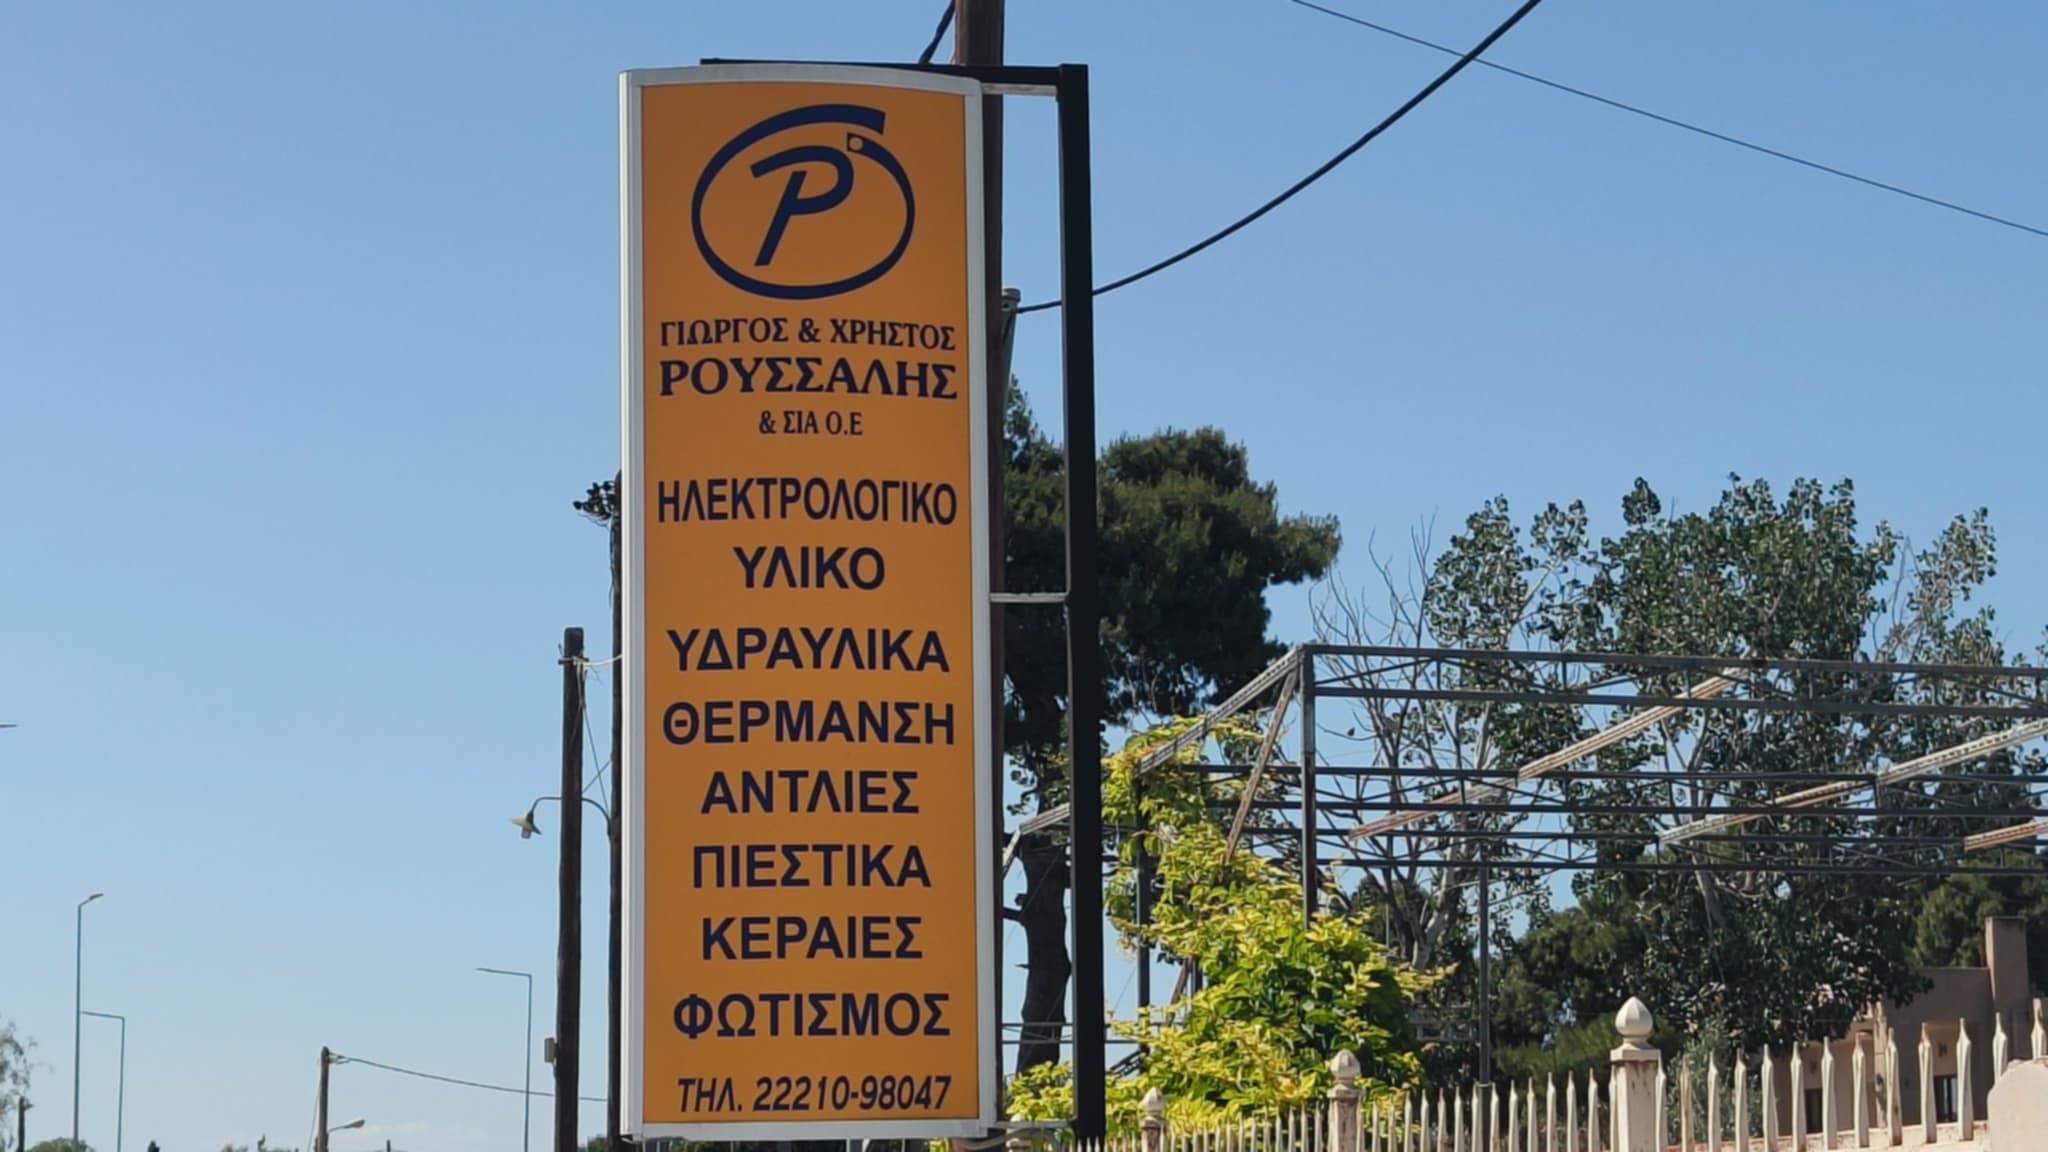 Ρ
ΓΙΩΡΓΟΣ & ΧΡΗΣΤΟΣ
ΡΟΥΣΣΑΛΗΣ
& ΣΙΑ Ο.Ε
ΗΛΕΚΤΡΟΛΟΓΙΚΟ
ΥΛΙΚΟ
ΥΔΡΑΥΛΙΚΑ
ΘΕΡΜΑΝΣΗ
ΑΝΤΛΙΕΣ
ΠΙΕΣΤΙΚΑ
ΚΕΡΑΙΕΣ
ΦΩΤΙΣΜΟΣ
ΤΗΛ. 22210-98047